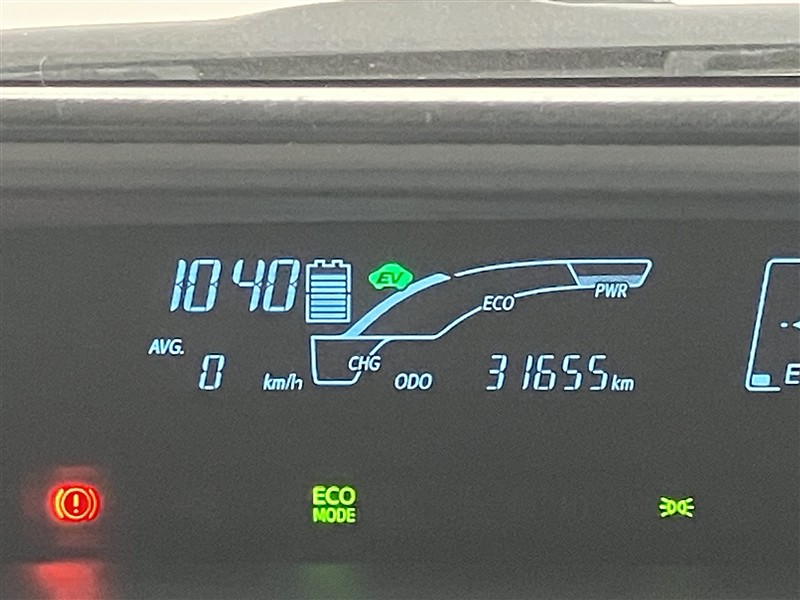 1040
EV
ECO
PWR
AVG.
0 km/h
CHG
ODO 31655 km
E
ECO
MODE